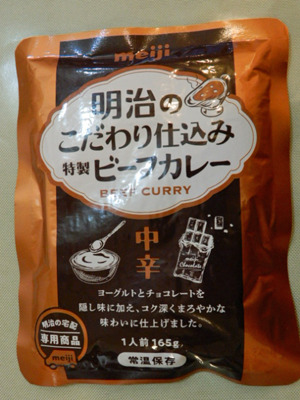 meiji
明治の
こだわり仕込み
特製 ビーフカレー
BEEF CURRY
中辛
ヨーグルトとチョコレートを
隠し味に加え、コク深くまろやかな
味わいに仕上げました。
1人前 165g
常温保存
明治の宅配
専用商品
meiji